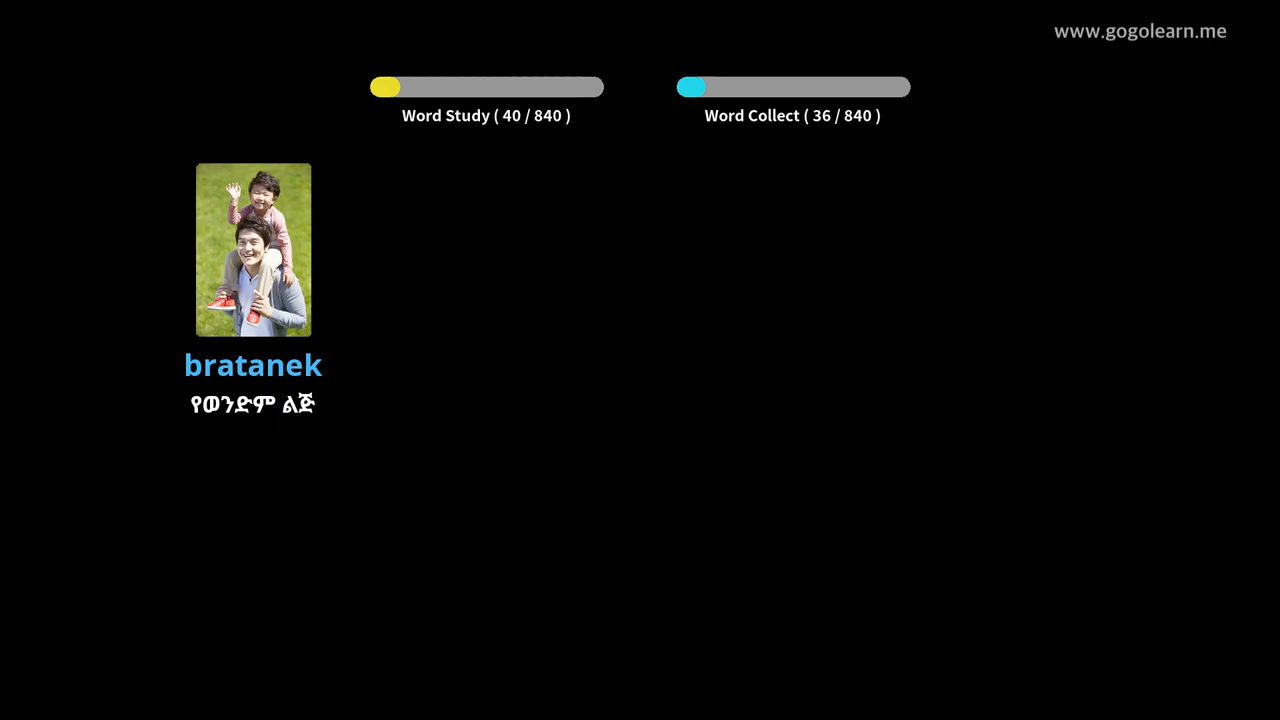 www.gogolearn.me
Word Study ( 40 / 840 )
Word Collect ( 36 / 840 )
bratanek
የወንድም ልጅ